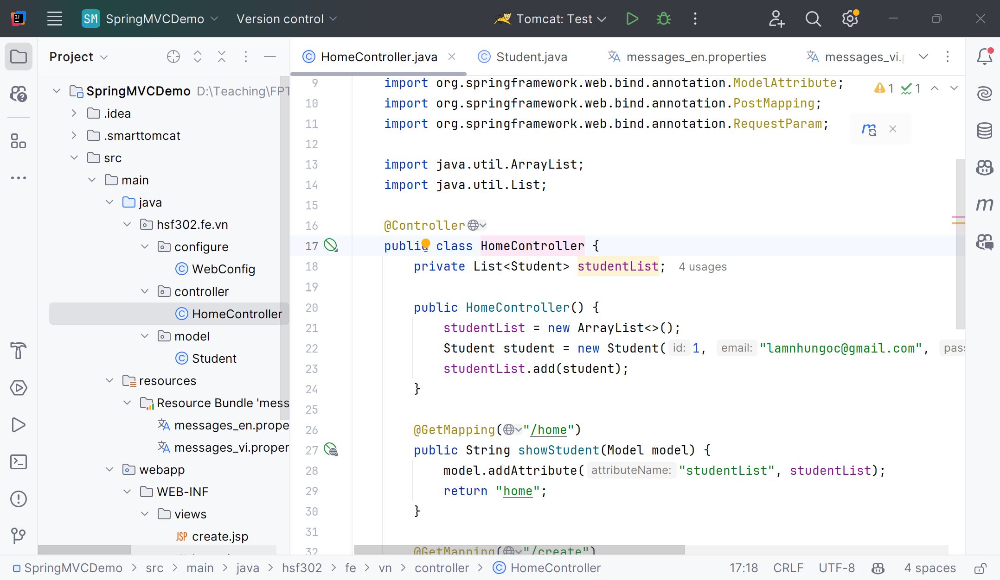 SM SpringMVCDemo Version control Tomcat: Test
Project
SpringMVCDemo D:\Teaching\FPT
.idea
.smarttomcat
src
main
java
hsf302.fe.vn
configure
WebConfig
controller
HomeController
model
Student
resources
Resource Bundle 'mess
messages_en.prope
messages_vi.proper
webapp
WEB-INF
views
JSP create.jsp
HomeController.java Student.java messages_en.properties messages_vi.p
1 1
9 import org.springframework.web.bind.annotation.ModelAttribute;
10 import org.springframework.web.bind.annotation.PostMapping;
11 import org.springframework.web.bind.annotation.RequestParam;
12
13 import java.util.ArrayList;
14 import java.util.List;
15
16 @Controller
17 public class HomeController {
18 private List<Student> studentList; 4 usages
19
20 public HomeController() {
21 studentList = new ArrayList<>();
22 Student student = new Student( id: 1, email: "lamnhungoc@gmail.com", pass
23 studentList.add(student);
24 }
25
26 @GetMapping("/home")
27 public String showStudent(Model model) {
28 model.addAttribute( attributeName: "studentList", studentList);
29 return "home";
30 }
31
32 @GetMapping("/create")
SpringMVCDemo > src > main > java > hsf302 > fe > vn > controller > HomeController 17:18 CRLF UTF-8 4 spaces